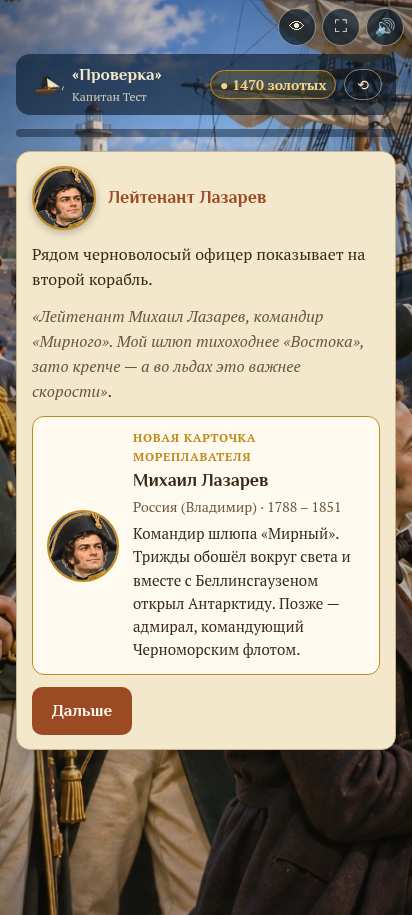 «Проверка»
Капитан Тест
● 1470 золотых
Лейтенант Лазарев
Рядом черноволосый офицер показывает на
второй корабль.
«Лейтенант Михаил Лазарев, командир
«Мирного». Мой шлюп тихоходнее «Востока»,
зато крепче — а во льдах это важнее
скорости».
НОВАЯ КАРТОЧКА
МОРЕПЛАВАТЕЛЯ
Михаил Лазарев
Россия (Владимир) · 1788 – 1851
Командир шлюпа «Мирный».
Трижды обошёл вокруг света и
вместе с Беллинсгаузеном
открыл Антарктиду. Позже —
адмирал, командующий
Черноморским флотом.
Дальше